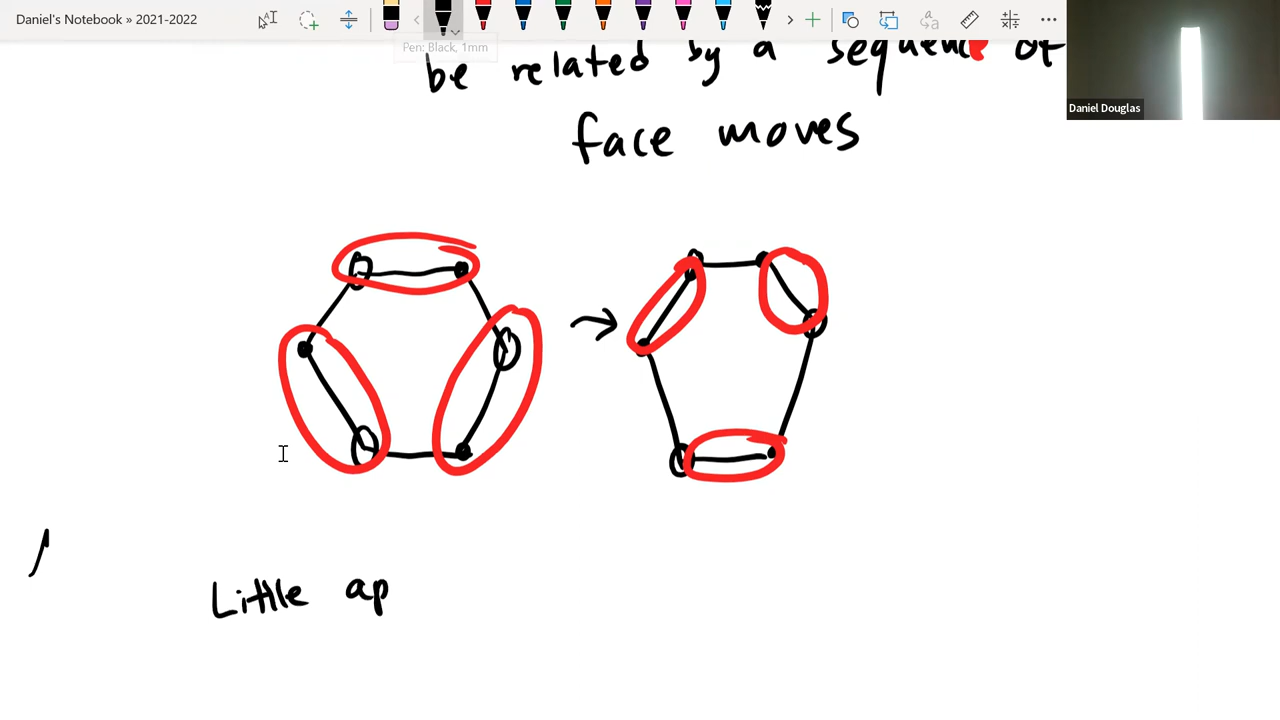 Daniel's Notebook » 2021-2022
Pen: Black, 1mm
Daniel Douglas
be related by a sequence of
face moves
Little ap